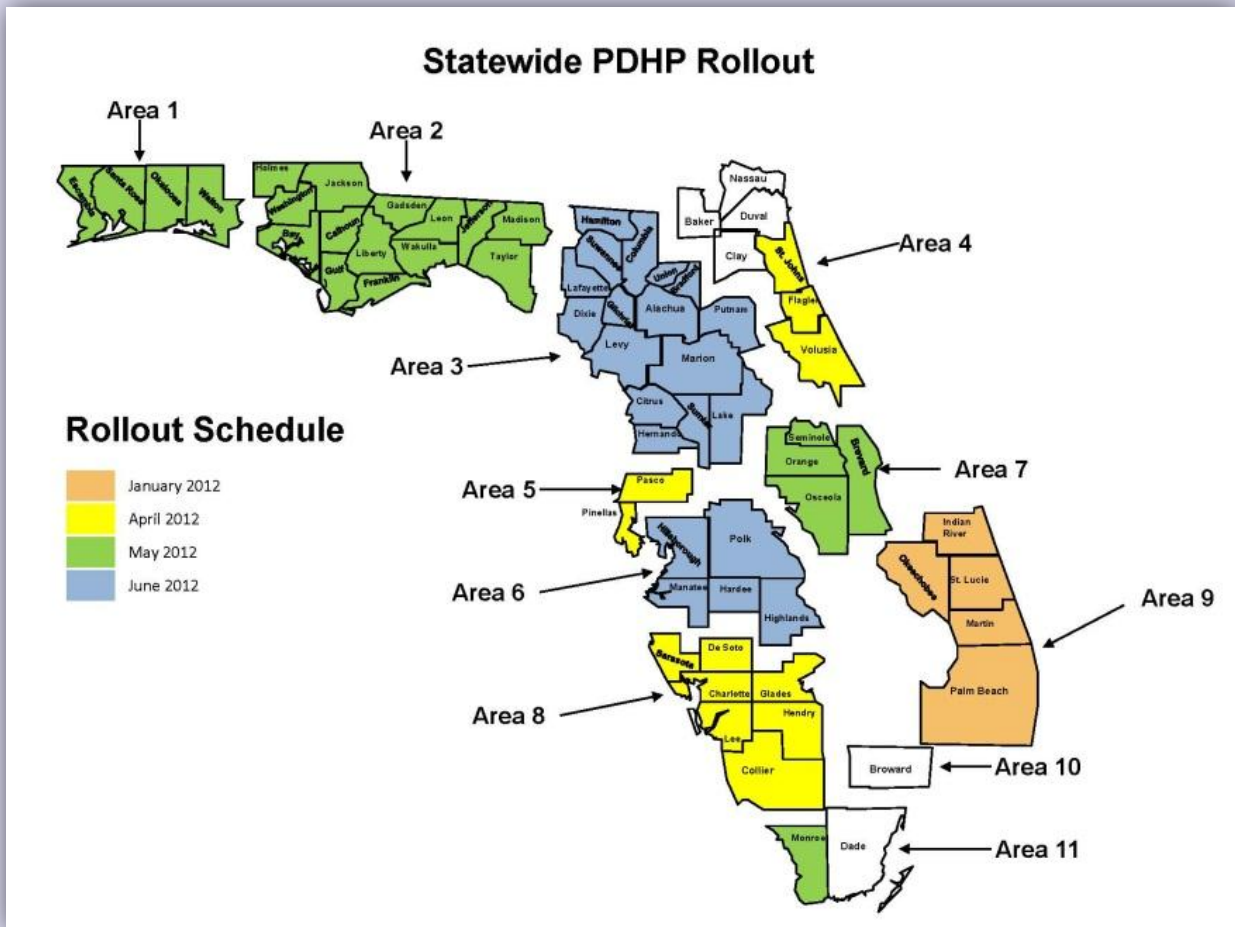 Statewide PDHP Rollout
Area 1
Area 2
Escambia
Santa Rosa
Okaloosa
Walton
Holmes
Jackson
Washington
Bay
Calhoun
Gulf
Gadsden
Liberty
Franklin
Leon
Wakulla
Jefferson
Madison
Taylor
Area 3
Hamilton
Suwannee
Columbia
Lafayette
Union
Bradford
Dixie
Gilchrist
Alachua
Putnam
Levy
Marion
Citrus
Sumter
Lake
Hernando
Area 4
Nassau
Baker
Duval
Clay
St. Johns
Flagler
Volusia
Rollout Schedule
January 2012
April 2012
May 2012
June 2012
Area 5
Pasco
Pinellas
Area 6
Hillsborough
Polk
Manatee
Hardee
Highlands
Area 7
Seminole
Orange
Brevard
Osceola
Area 8
Sarasota
De Soto
Charlotte
Glades
Lee
Hendry
Collier
Area 9
Indian
River
Okeechobee
St. Lucie
Martin
Palm Beach
Area 10
Broward
Area 11
Monroe
Dade